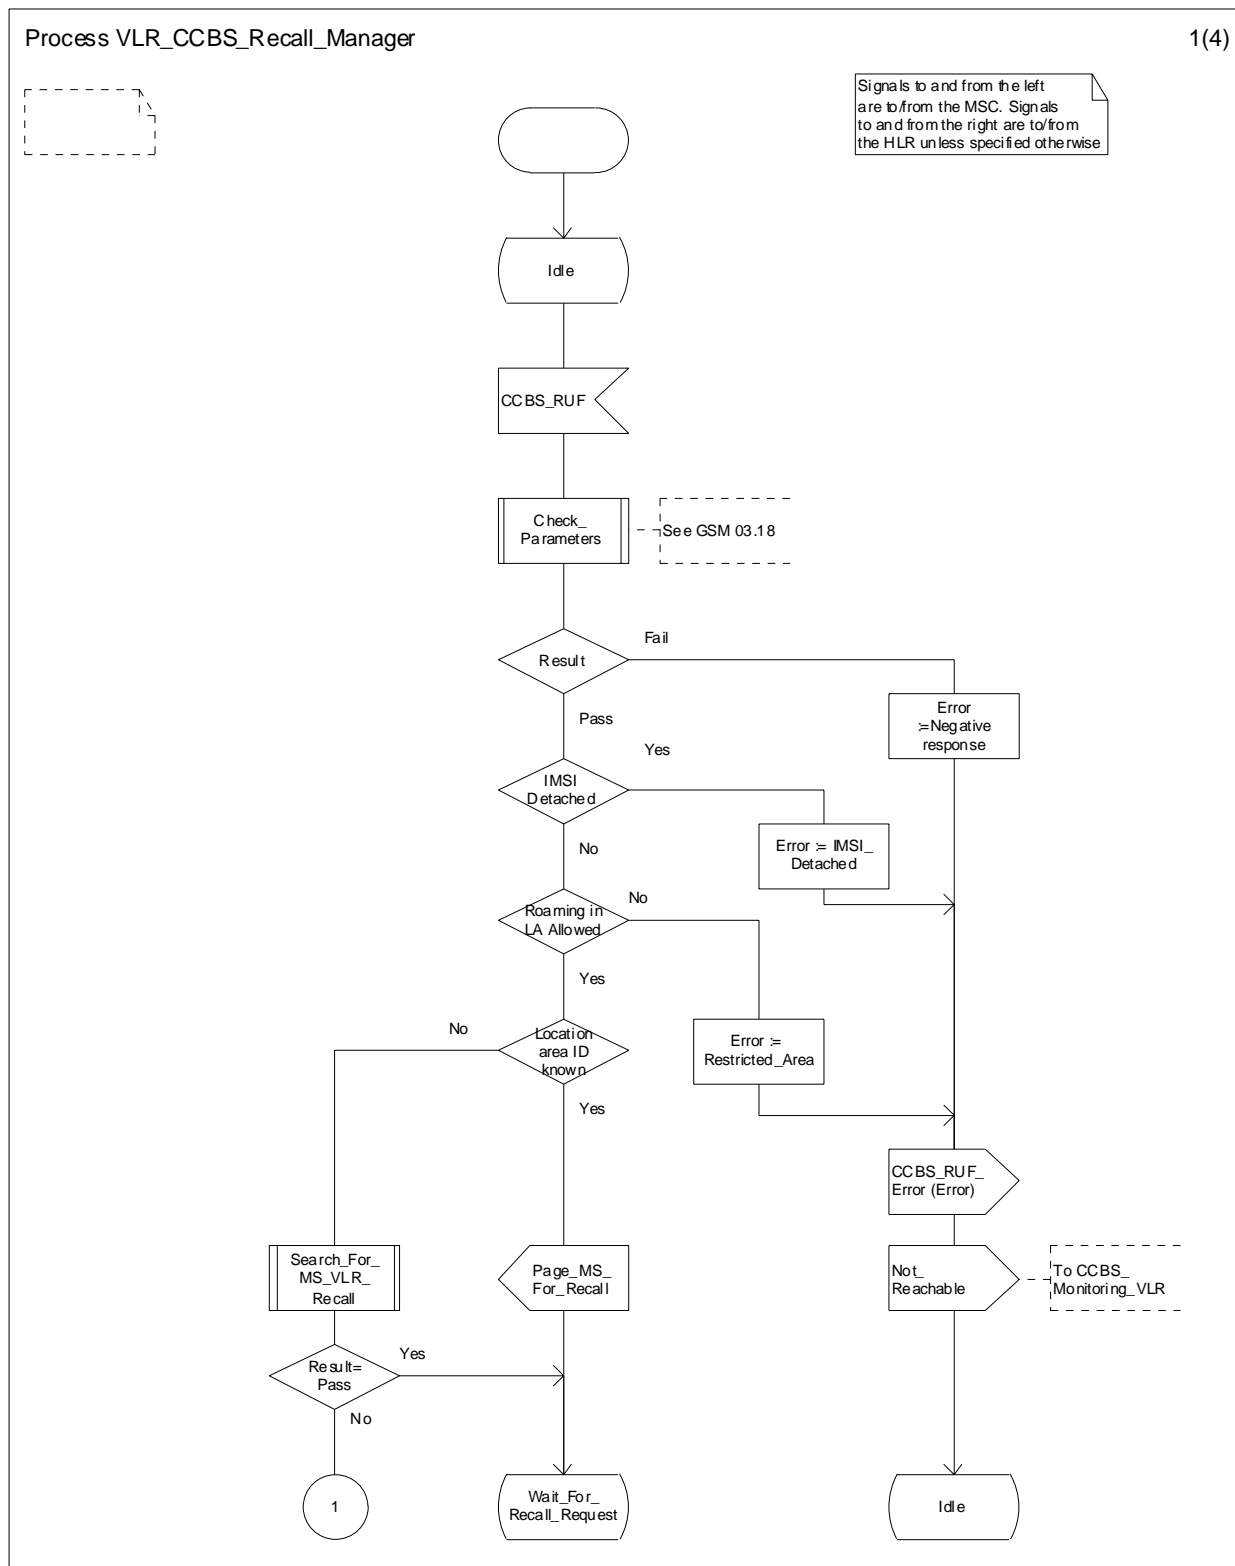 Process VLR_CCBS_Recall_Manager
1(4)
Signals to and from the left
are to/from the MSC. Signals
to and from the right are to/from
the HLR unless specified otherwise
Idle
CCBS_RUF
Check_
Parameters
See GSM 03.18
Result
Fail
Pass
Error
:=Negative
response
IMSI
Detached
Yes
No
Error := IMSI_
Detached
Roaming in
LA Allowed
No
Yes
Error :=
Restricted_Area
Location
area ID
known
No
Yes
CCBS_RUF_
Error (Error)
Search_For_
MS_VLR_
Recall
Page_MS_
For_Recall
Not_
Reachable
To CCBS_
Monitoring_VLR
Result=
Pass
Yes
No
1
Wait_For_
Recall_Request
Idle